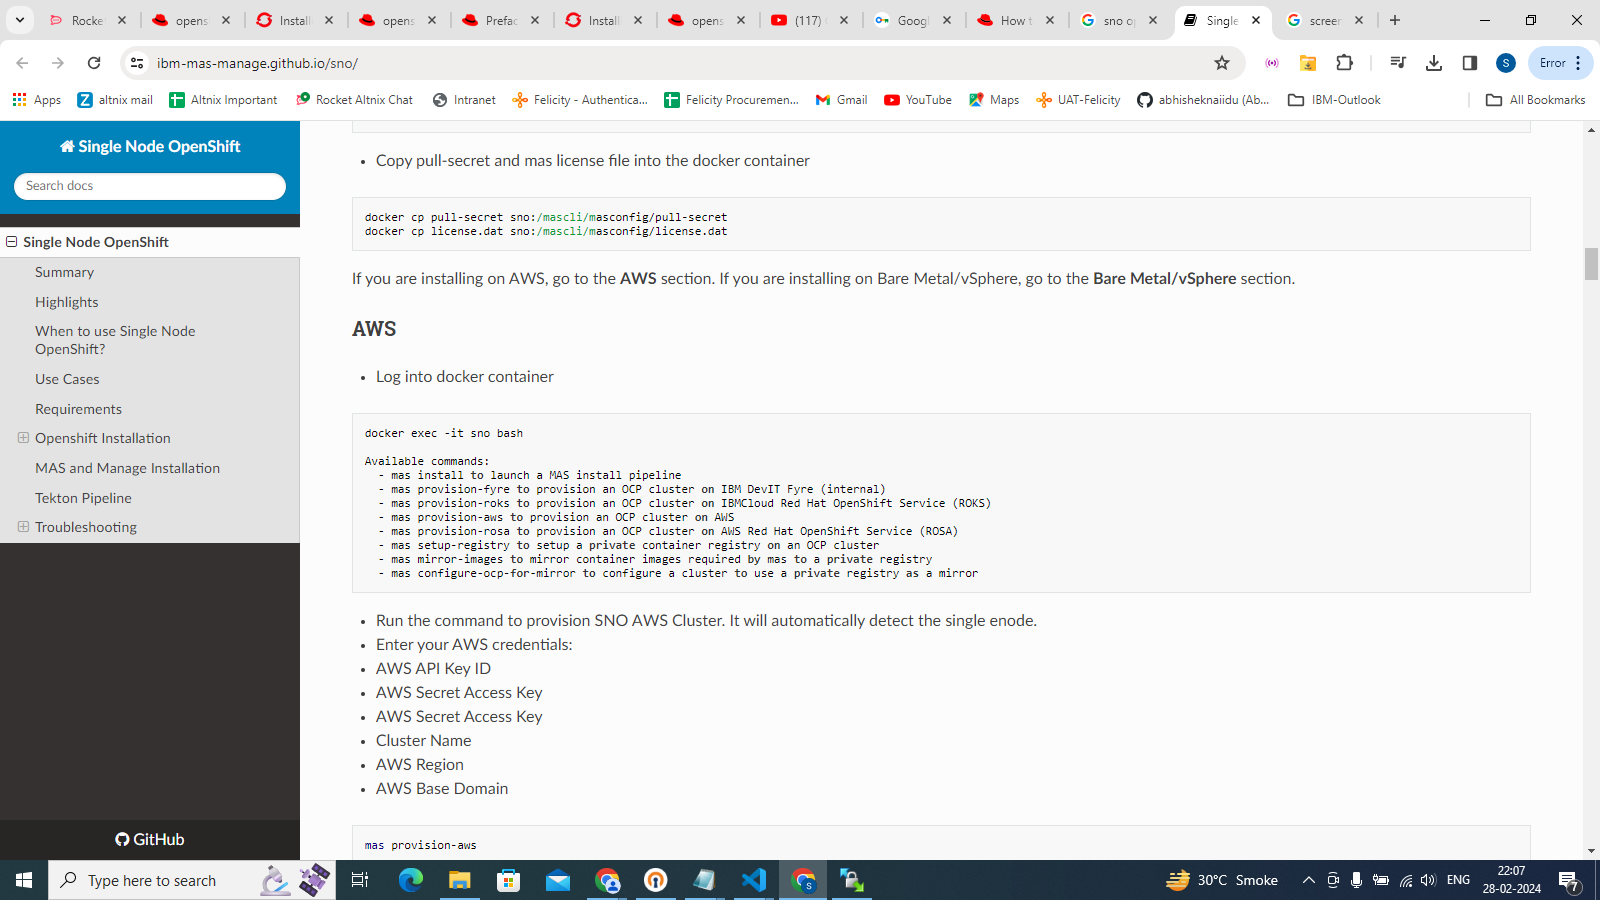 Rocke
opens
Install
opens
Prefac
Install
opens
(117)
Googl
How t
sno o
Single
screen
ibm-mas-manage.github.io/sno/
S
Error
Apps
altnix mail
Altnix Important
Rocket Altnix Chat
Intranet
Felicity - Authentica...
Felicity Procuremen...
Gmail
YouTube
Maps
UAT-Felicity
abhisheknaiidu (Ab...
IBM-Outlook
All Bookmarks
Single Node OpenShift
Search docs
Single Node OpenShift
Summary
Highlights
When to use Single Node
OpenShift?
Use Cases
Requirements
Openshift Installation
MAS and Manage Installation
Tekton Pipeline
Troubleshooting
GitHub
• Copy pull-secret and mas license file into the docker container
docker cp pull-secret sno:/mascli/masconfig/pull-secret
docker cp license.dat sno:/mascli/masconfig/license.dat
If you are installing on AWS, go to the AWS section. If you are installing on Bare Metal/vSphere, go to the Bare Metal/vSphere section.
AWS
• Log into docker container
docker exec -it sno bash
Available commands:
- mas install to launch a MAS install pipeline
- mas provision-fyre to provision an OCP cluster on IBM DevIT Fyre (internal)
- mas provision-roks to provision an OCP cluster on IBMCloud Red Hat OpenShift Service (ROKS)
- mas provision-aws to provision an OCP cluster on AWS
- mas provision-rosa to provision an OCP cluster on AWS Red Hat OpenShift Service (ROSA)
- mas setup-registry to setup a private container registry on an OCP cluster
- mas mirror-images to mirror container images required by mas to a private registry
- mas configure-ocp-for-mirror to configure a cluster to use a private registry as a mirror
• Run the command to provision SNO AWS Cluster. It will automatically detect the single enode.
• Enter your AWS credentials:
• AWS API Key ID
• AWS Secret Access Key
• AWS Secret Access Key
• Cluster Name
• AWS Region
• AWS Base Domain
mas provision-aws
Type here to search
30°C Smoke
ENG
22:07
28-02-2024
7